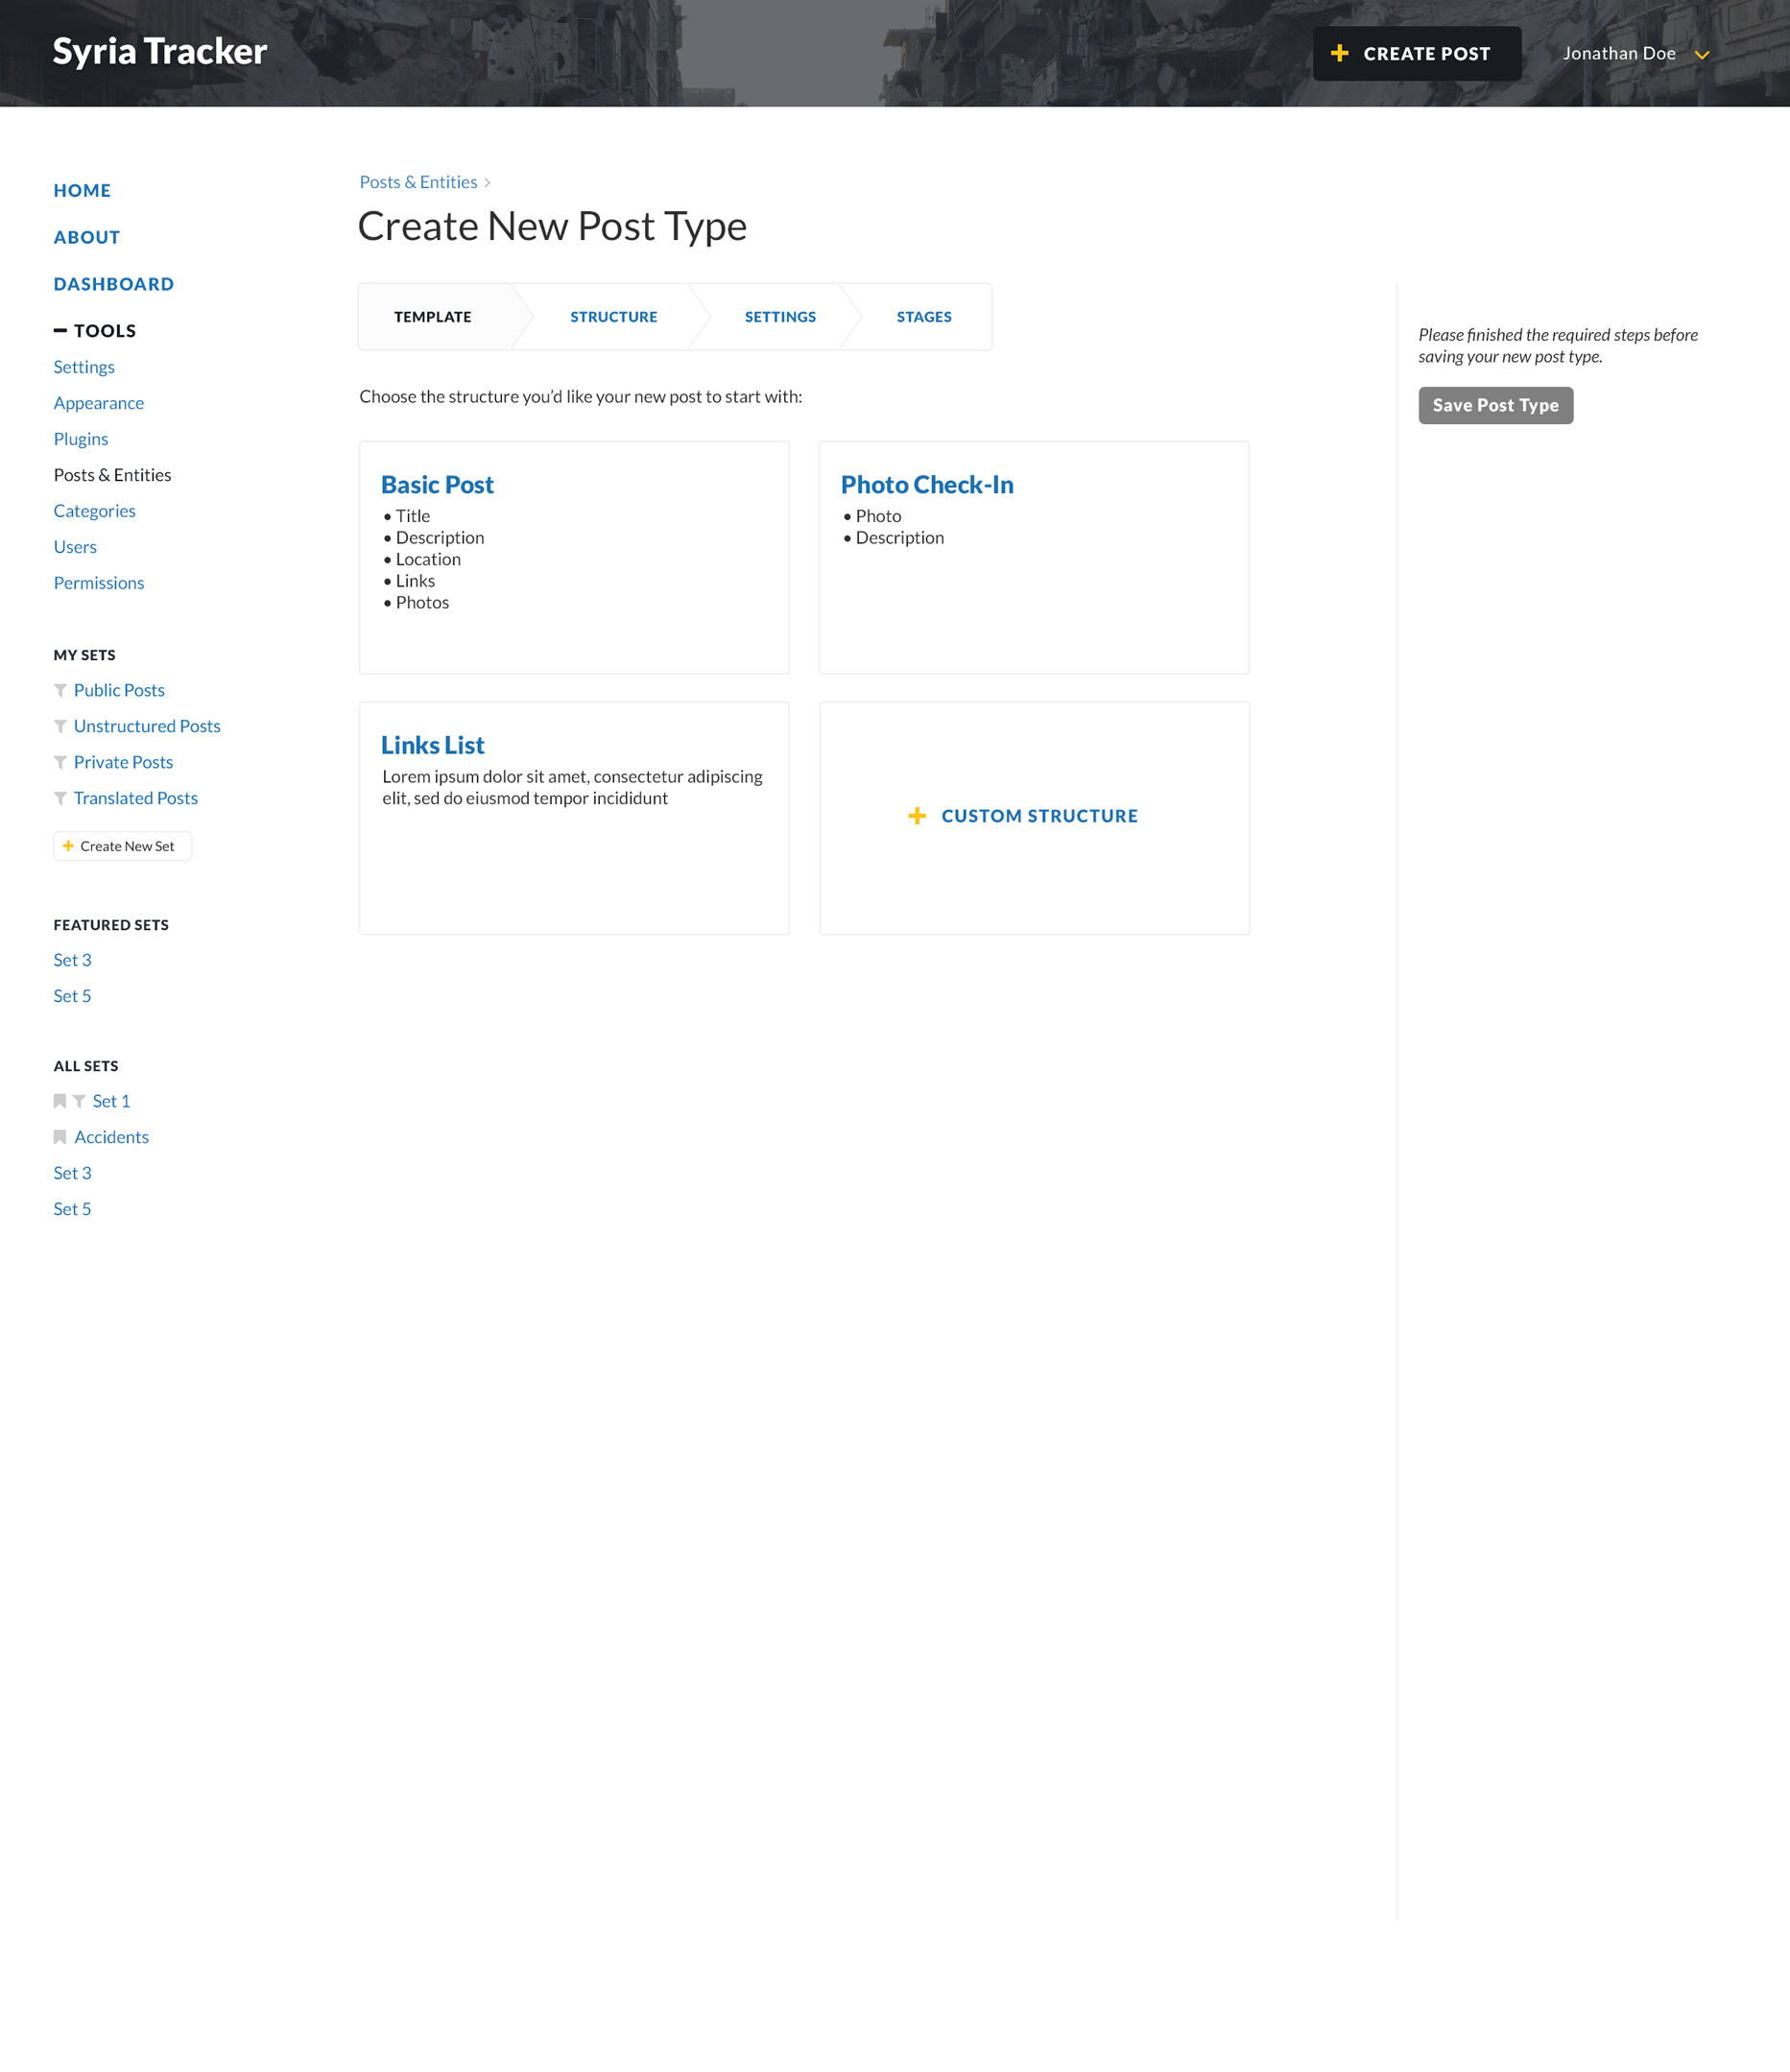 Syria Tracker
CREATE POST
Jonathan Doe
HOME
ABOUT
DASHBOARD
TOOLS
Settings
Appearance
Plugins
Posts & Entities
Categories
Users
Permissions
MY SETS
Public Posts
Unstructured Posts
Private Posts
Translated Posts
Create New Set
FEATURED SETS
Set 3
Set 5
ALL SETS
Set 1
Accidents
Set 3
Set 5
Posts & Entities
Create New Post Type
TEMPLATE
STRUCTURE
SETTINGS
STAGES
Choose the structure you’d like your new post to start with:
Basic Post
• Title
• Description
• Location
• Links
• Photos
Photo Check-In
• Photo
• Description
Links List
Lorem ipsum dolor sit amet, consectetur adipiscing
elit, sed do eiusmod tempor incididunt
CUSTOM STRUCTURE
Please finished the required steps before
saving your new post type.
Save Post Type